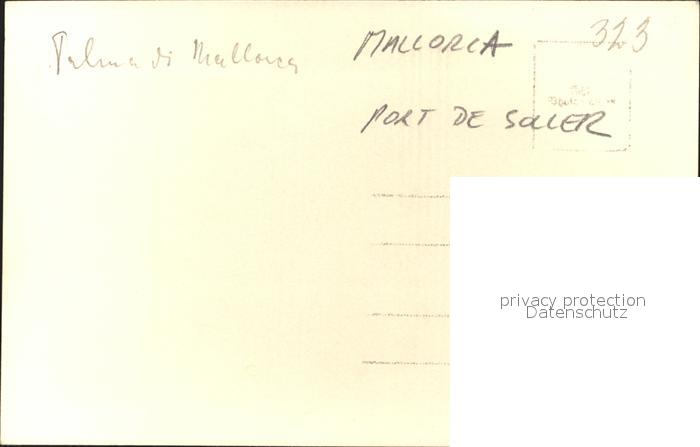 Palma di Mallorca
MALLORCA
323
PORT DE SOLLER
privacy protection
Datenschutz